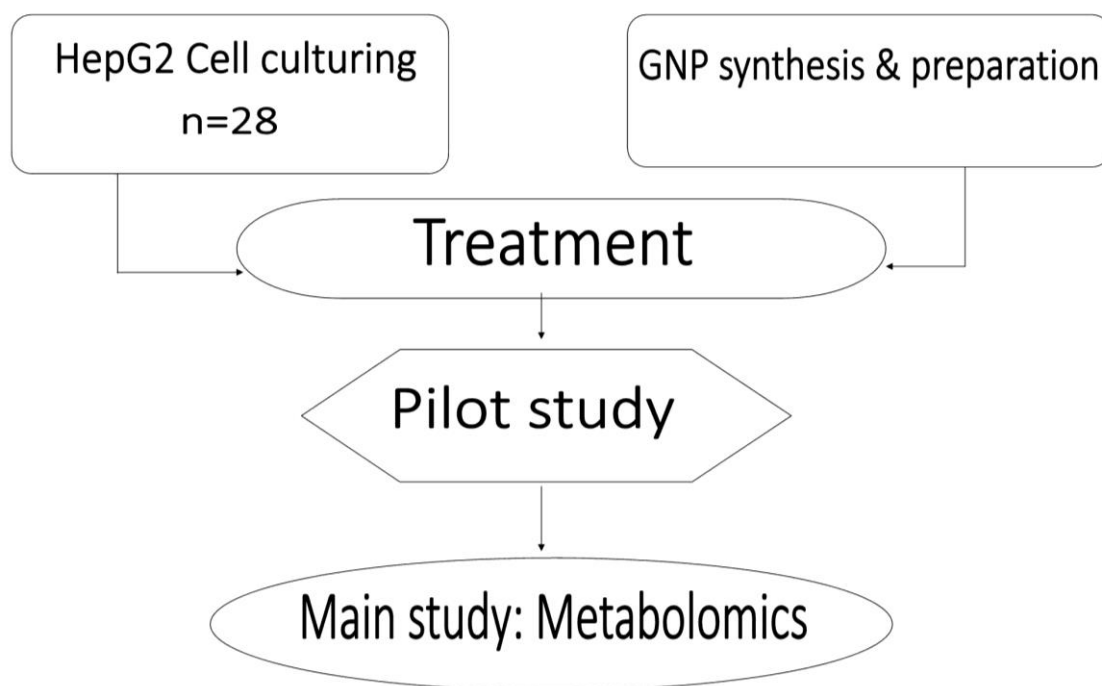 HepG2 Cell culturing
n=28
GNP synthesis & preparation
Treatment
Pilot study
Main study: Metabolomics